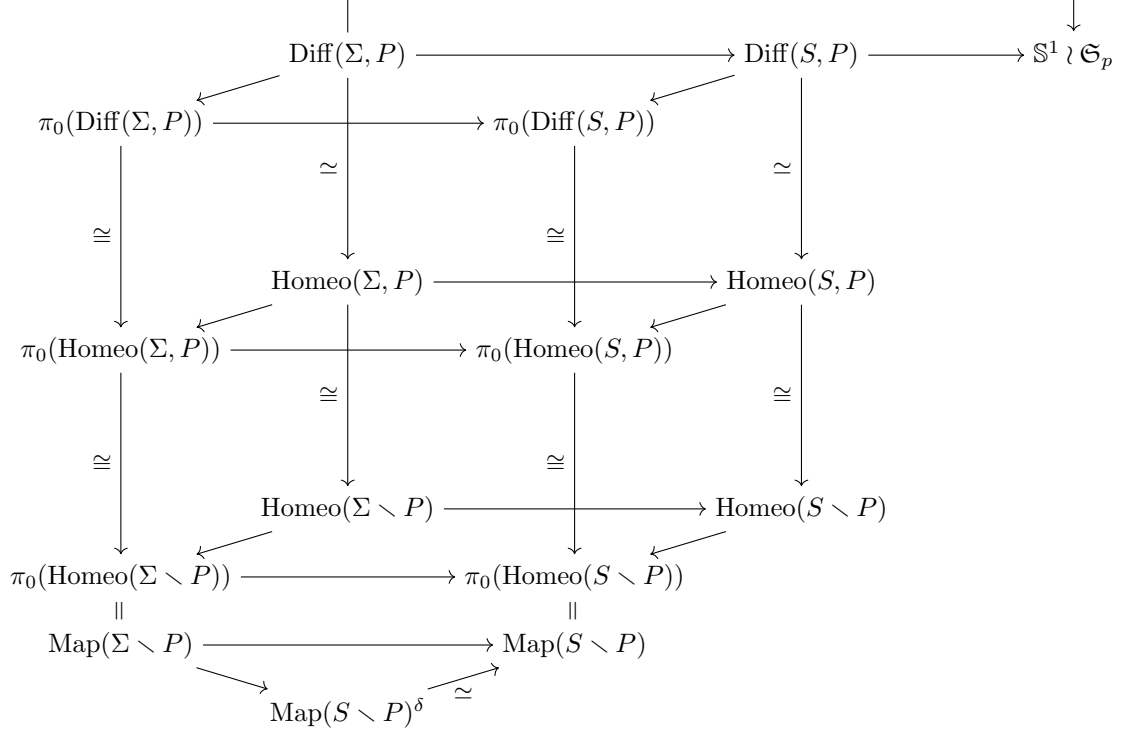 Diff(Σ, P) Diff(S, P) 𝕊¹ ≀ 𝔖ₚ
π₀(Diff(Σ, P)) π₀(Diff(S, P))
≃ ≃
≅ ≅
Homeo(Σ, P) Homeo(S, P)
π₀(Homeo(Σ, P)) π₀(Homeo(S, P))
≅ ≅
≅ ≅
Homeo(Σ ∖ P) Homeo(S ∖ P)
π₀(Homeo(Σ ∖ P)) π₀(Homeo(S ∖ P))
= =
Map(Σ ∖ P) Map(S ∖ P)
≃
Map(S ∖ P)^δ